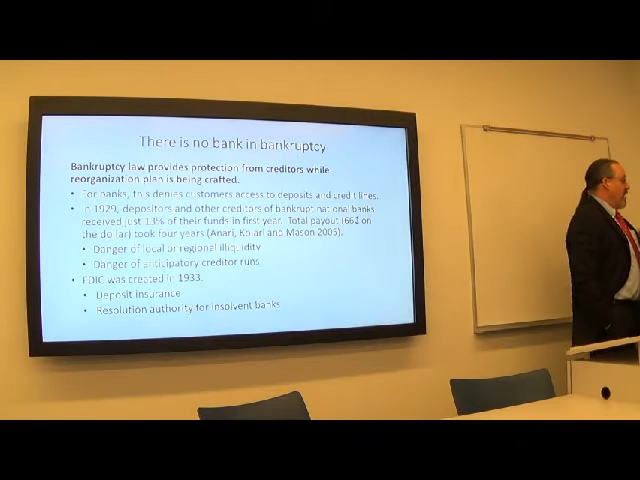 There is no bank in bankruptcy
Bankruptcy law provides protection from creditors while
reorganization plan is being crafted.
• For banks, this denies customers access to deposits and credit lines.
• In 1929, depositors and other creditors of bankrupt national banks
received just 13% of their funds in first year. Total payout (66¢ on
the dollar) took four years (Anari, Kolari and Mason 2005).
• Danger of local or regional illiquidity
• Danger of anticipatory creditor runs
• FDIC was created in 1933.
• Deposit insurance
• Resolution authority for insolvent banks